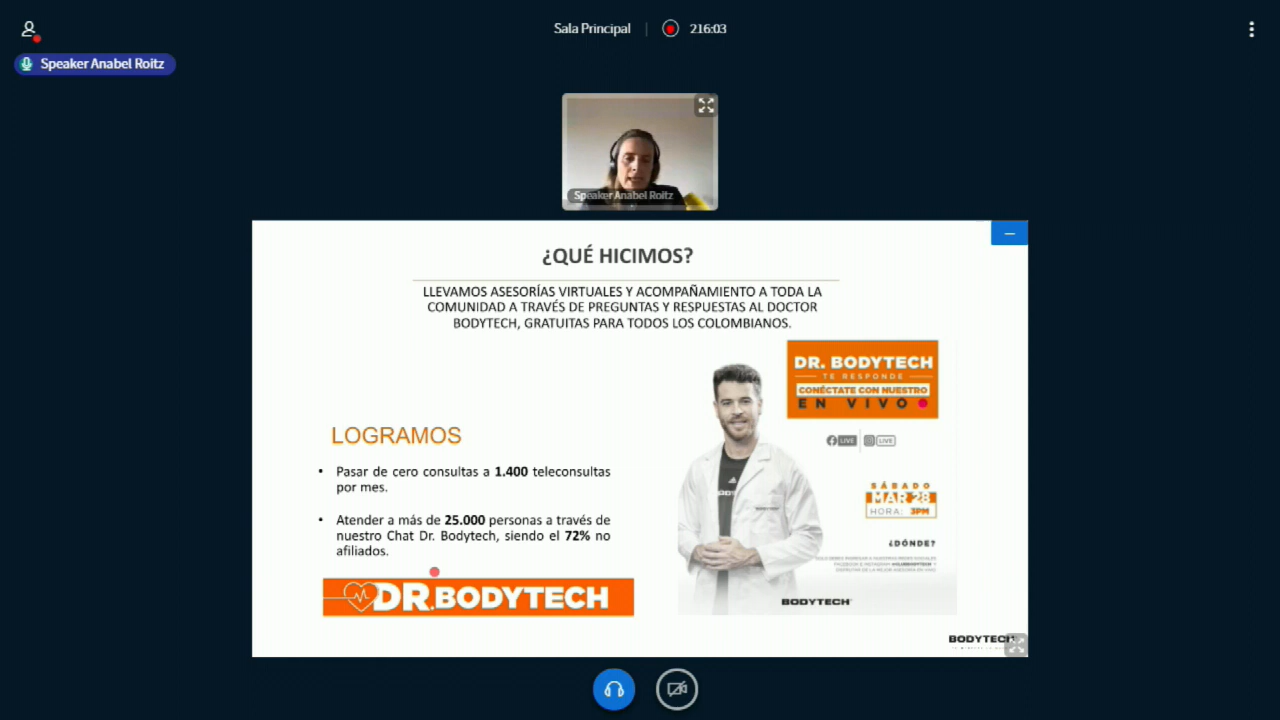 Sala Principal
216:03
Speaker Anabel Roitz
Speaker Anabel Roitz
¿QUÉ HICIMOS?
LLEVAMOS ASESORÍAS VIRTUALES Y ACOMPAÑAMIENTO A TODA LA
COMUNIDAD A TRAVÉS DE PREGUNTAS Y RESPUESTAS AL DOCTOR
BODYTECH, GRATUITAS PARA TODOS LOS COLOMBIANOS.
LOGRAMOS
• Pasar de cero consultas a 1.400 teleconsultas
por mes.
• Atender a más de 25.000 personas a través de
nuestro Chat Dr. Bodytech, siendo el 72% no
afiliados.
DR.BODYTECH
DR. BODYTECH
TE RESPONDE
CONÉCTATE CON NUESTRO
EN VIVO
LIVE
LIVE
SÁBADO
MAR 28
HORA: 3PM
¿DÓNDE?
BODYTECH
BODYTECH